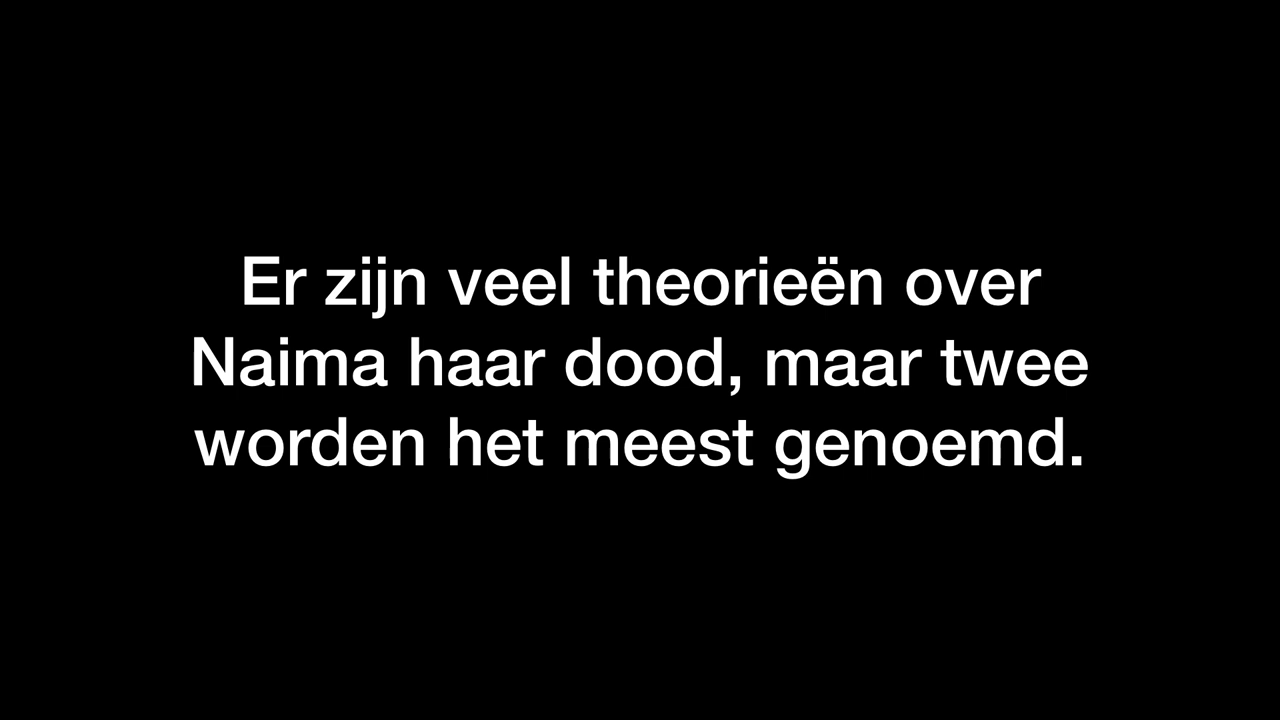 Er zijn veel theorieën over
Naima haar dood, maar twee
worden het meest genoemd.